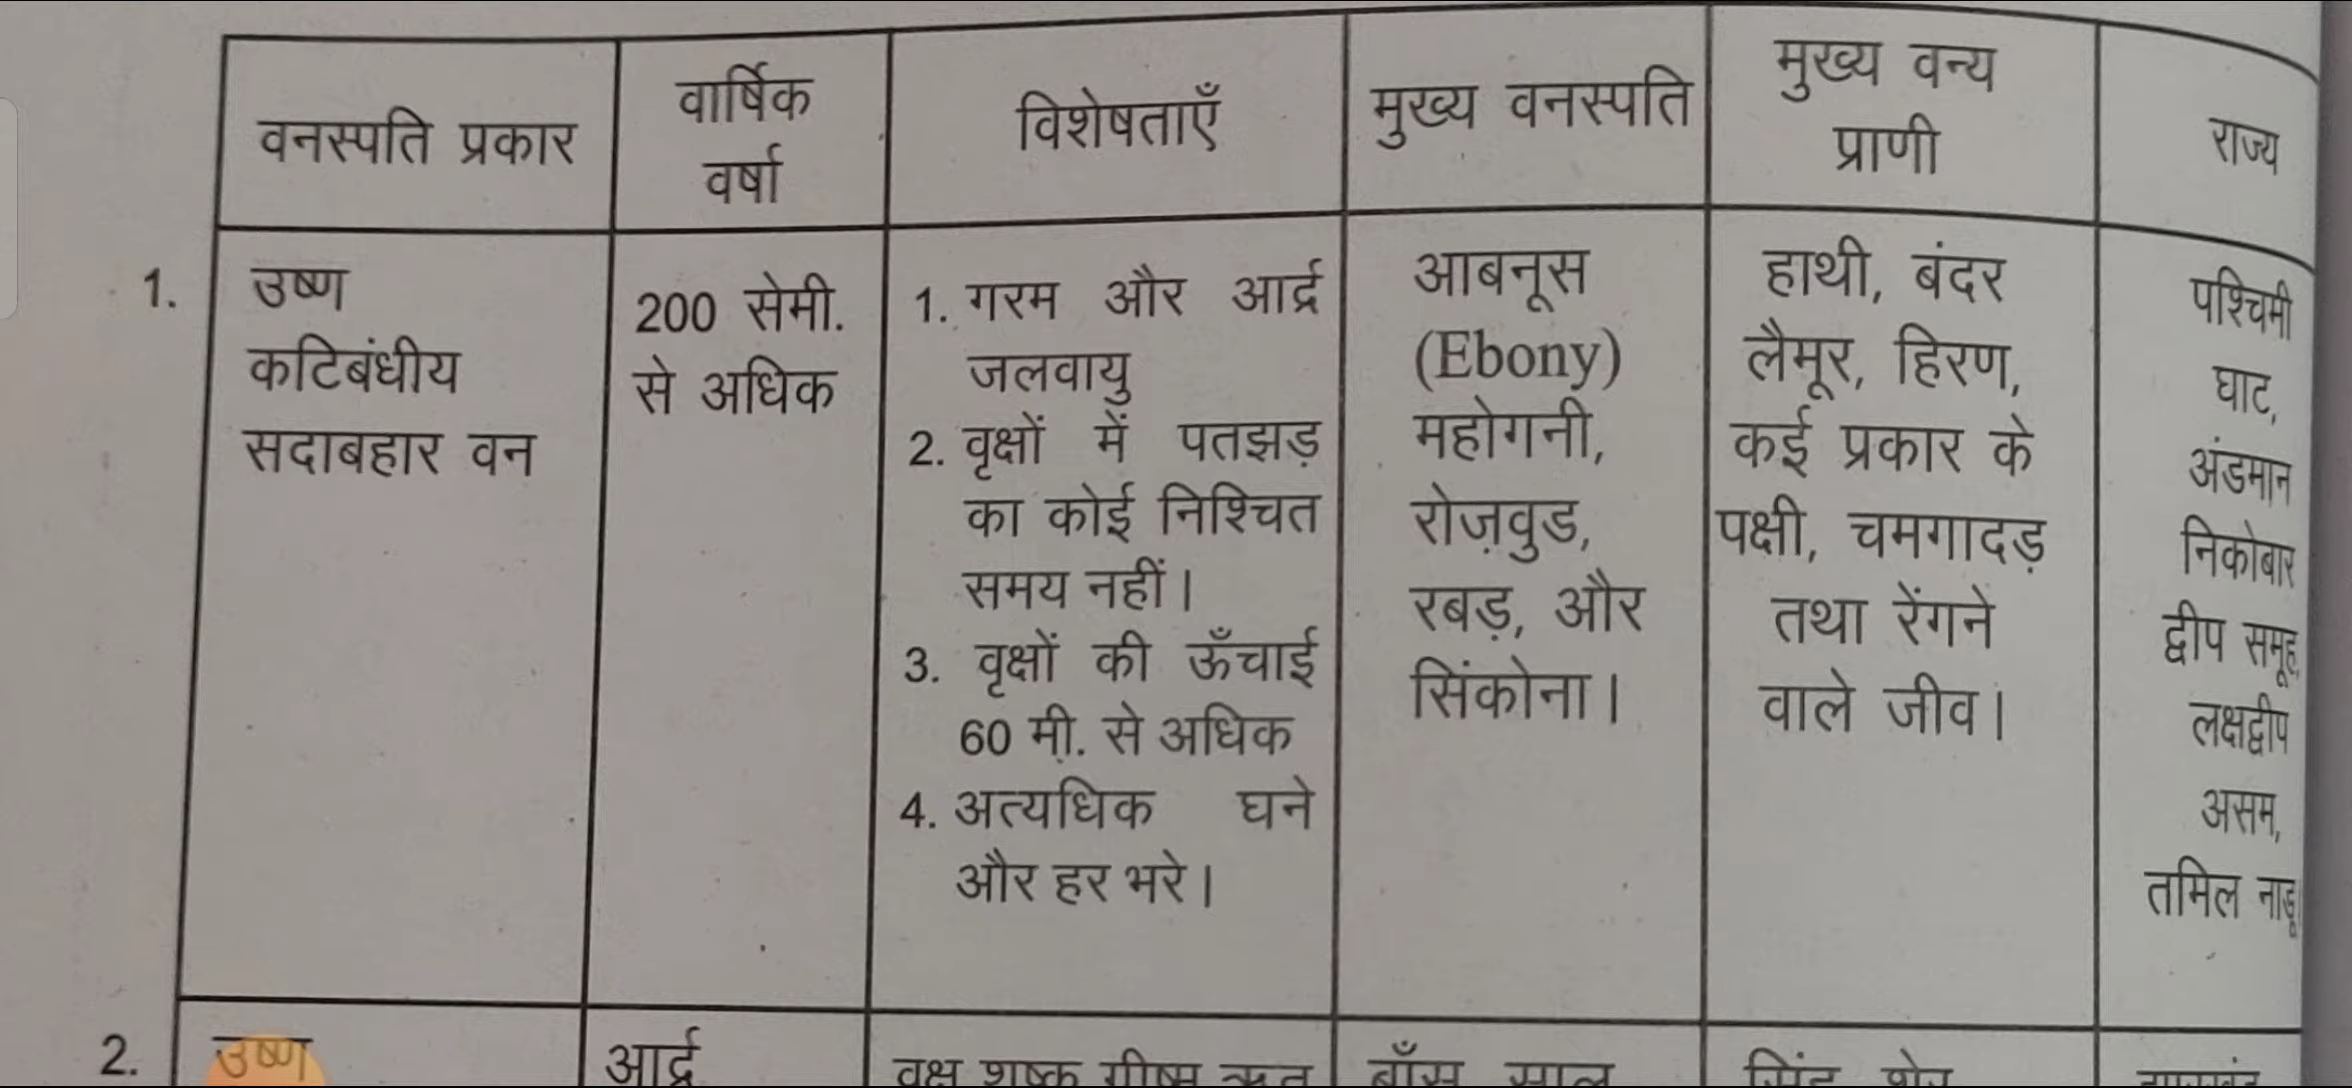 वनस्पति प्रकार
वार्षिक
वर्षा
विशेषताएँ
मुख्य वनस्पति
मुख्य वन्य
प्राणी
राज्य
1.
उष्ण
कटिबंधीय
सदाबहार वन
200 सेमी.
से अधिक
1. गरम और आर्द्र
जलवायु
2. वृक्षों में पतझड़
का कोई निश्चित
समय नहीं।
3. वृक्षों की ऊँचाई
60 मी. से अधिक
4. अत्यधिक घने
और हर भरे।
आबनूस
(Ebony)
महोगनी,
रोज़वुड,
रबड़, और
सिंकोना।
हाथी, बंदर
लैमूर, हिरण,
कई प्रकार के
पक्षी, चमगादड़
तथा रेंगने
वाले जीव।
पश्चिमी
घाट,
अंडमान
निकोबार
द्वीप समूह,
लक्षद्वीप
असम,
तमिल नाडू
2.
उष्ण
आर्द्र
वृक्ष शुष्क ग्रीष्म ऋतु
बाँस साल
सिंह शेर